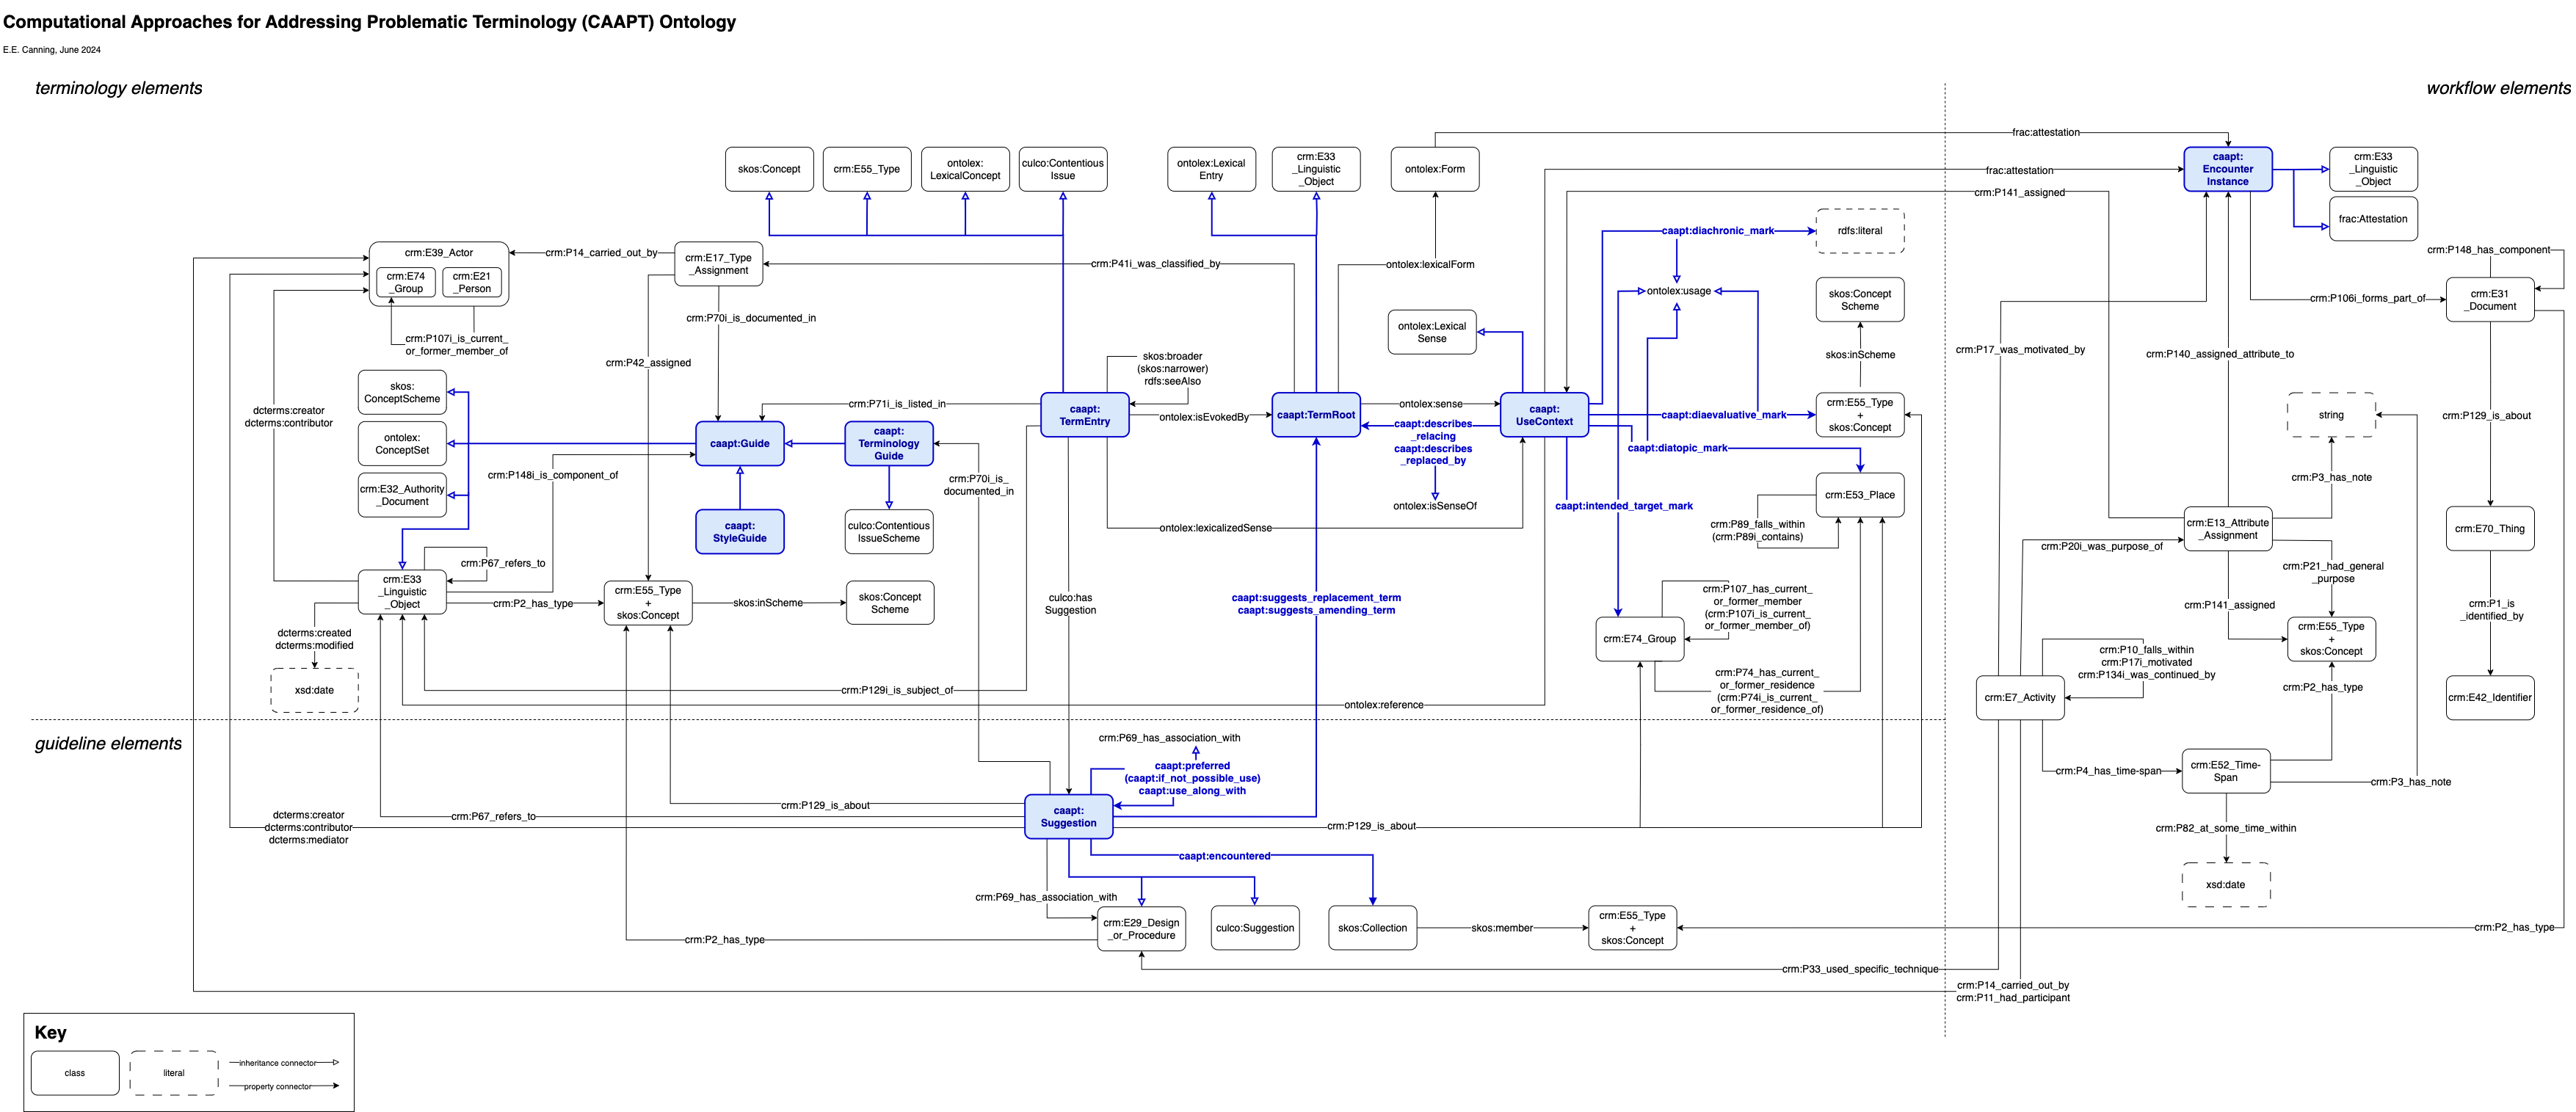 Computational Approaches for Addressing Problematic Terminology (CAAPT) Ontology
E.E. Canning, June 2024
terminology elements
workflow elements
frac:attestation
skos:Concept
crm:E55_Type
ontolex:
LexicalConcept
culco:Contentious
Issue
ontolex:Lexical
Entry
crm:E33
_Linguistic
_Object
ontolex:Form
frac:attestation
caapt:
Encounter
Instance
crm:E33
_Linguistic
_Object
crm:P141_assigned
frac:Attestation
caapt:diachronic_mark
rdfs:literal
crm:E39_Actor
crm:E74
_Group
crm:E21
_Person
crm:P14_carried_out_by
crm:E17_Type
_Assignment
crm:P41i_was_classified_by
ontolex:lexicalForm
crm:P148_has_component
ontolex:usage
skos:Concept
Scheme
crm:P106i_forms_part_of
crm:E31
_Document
crm:P107i_is_current_
or_former_member_of
crm:P70i_is_documented_in
ontolex:Lexical
Sense
crm:P42_assigned
skos:broader
(skos:narrower)
rdfs:seeAlso
skos:inScheme
crm:P17_was_motivated_by
crm:P140_assigned_attribute_to
skos:
ConceptScheme
dcterms:creator
dcterms:contributor
crm:P71i_is_listed_in
caapt:
TermEntry
ontolex:isEvokedBy
caapt:TermRoot
ontolex:sense
caapt:
UseContext
caapt:diaevaluative_mark
crm:E55_Type
+
skos:Concept
string
crm:P129_is_about
ontolex:
ConceptSet
caapt:Guide
caapt:
Terminology
Guide
caapt:describes
_relacing
caapt:describes
_replaced_by
caapt:diatopic_mark
crm:P148i_is_component_of
crm:P70i_is_
documented_in
crm:P3_has_note
crm:E32_Authority
_Document
crm:E53_Place
ontolex:isSenseOf
caapt:intended_target_mark
caapt:
StyleGuide
culco:Contentious
IssueScheme
ontolex:lexicalizedSense
crm:P89_falls_within
(crm:P89i_contains)
crm:E13_Attribute
_Assignment
crm:E70_Thing
crm:P20i_was_purpose_of
crm:P67_refers_to
crm:P21_had_general
_purpose
crm:E33
_Linguistic
_Object
crm:P2_has_type
crm:E55_Type
+
skos:Concept
skos:inScheme
skos:Concept
Scheme
culco:has
Suggestion
caapt:suggests_replacement_term
caapt:suggests_amending_term
crm:P107_has_current_
or_former_member
(crm:P107i_is_current_
or_former_member_of)
crm:P141_assigned
crm:P1_is
_identified_by
dcterms:created
dcterms:modified
crm:E74_Group
crm:E55_Type
+
skos:Concept
crm:P10_falls_within
crm:P17i_motivated
crm:P134i_was_continued_by
xsd:date
crm:P129i_is_subject_of
crm:P74_has_current_
or_former_residence
(crm:P74i_is_current_
or_former_residence_of)
crm:P2_has_type
crm:E7_Activity
crm:E42_Identifier
ontolex:reference
guideline elements
crm:P69_has_association_with
caapt:preferred
(caapt:if_not_possible_use)
caapt:use_along_with
crm:P4_has_time-span
crm:E52_Time-
Span
crm:P3_has_note
crm:P129_is_about
caapt:
Suggestion
crm:P67_refers_to
dcterms:creator
dcterms:contributor
dcterms:mediator
crm:P129_is_about
crm:P82_at_some_time_within
caapt:encountered
xsd:date
crm:P69_has_association_with
crm:E29_Design
_or_Procedure
culco:Suggestion
skos:Collection
skos:member
crm:E55_Type
+
skos:Concept
crm:P2_has_type
crm:P2_has_type
crm:P33_used_specific_technique
crm:P14_carried_out_by
crm:P11_had_participant
Key
class
literal
inheritance connector
property connector